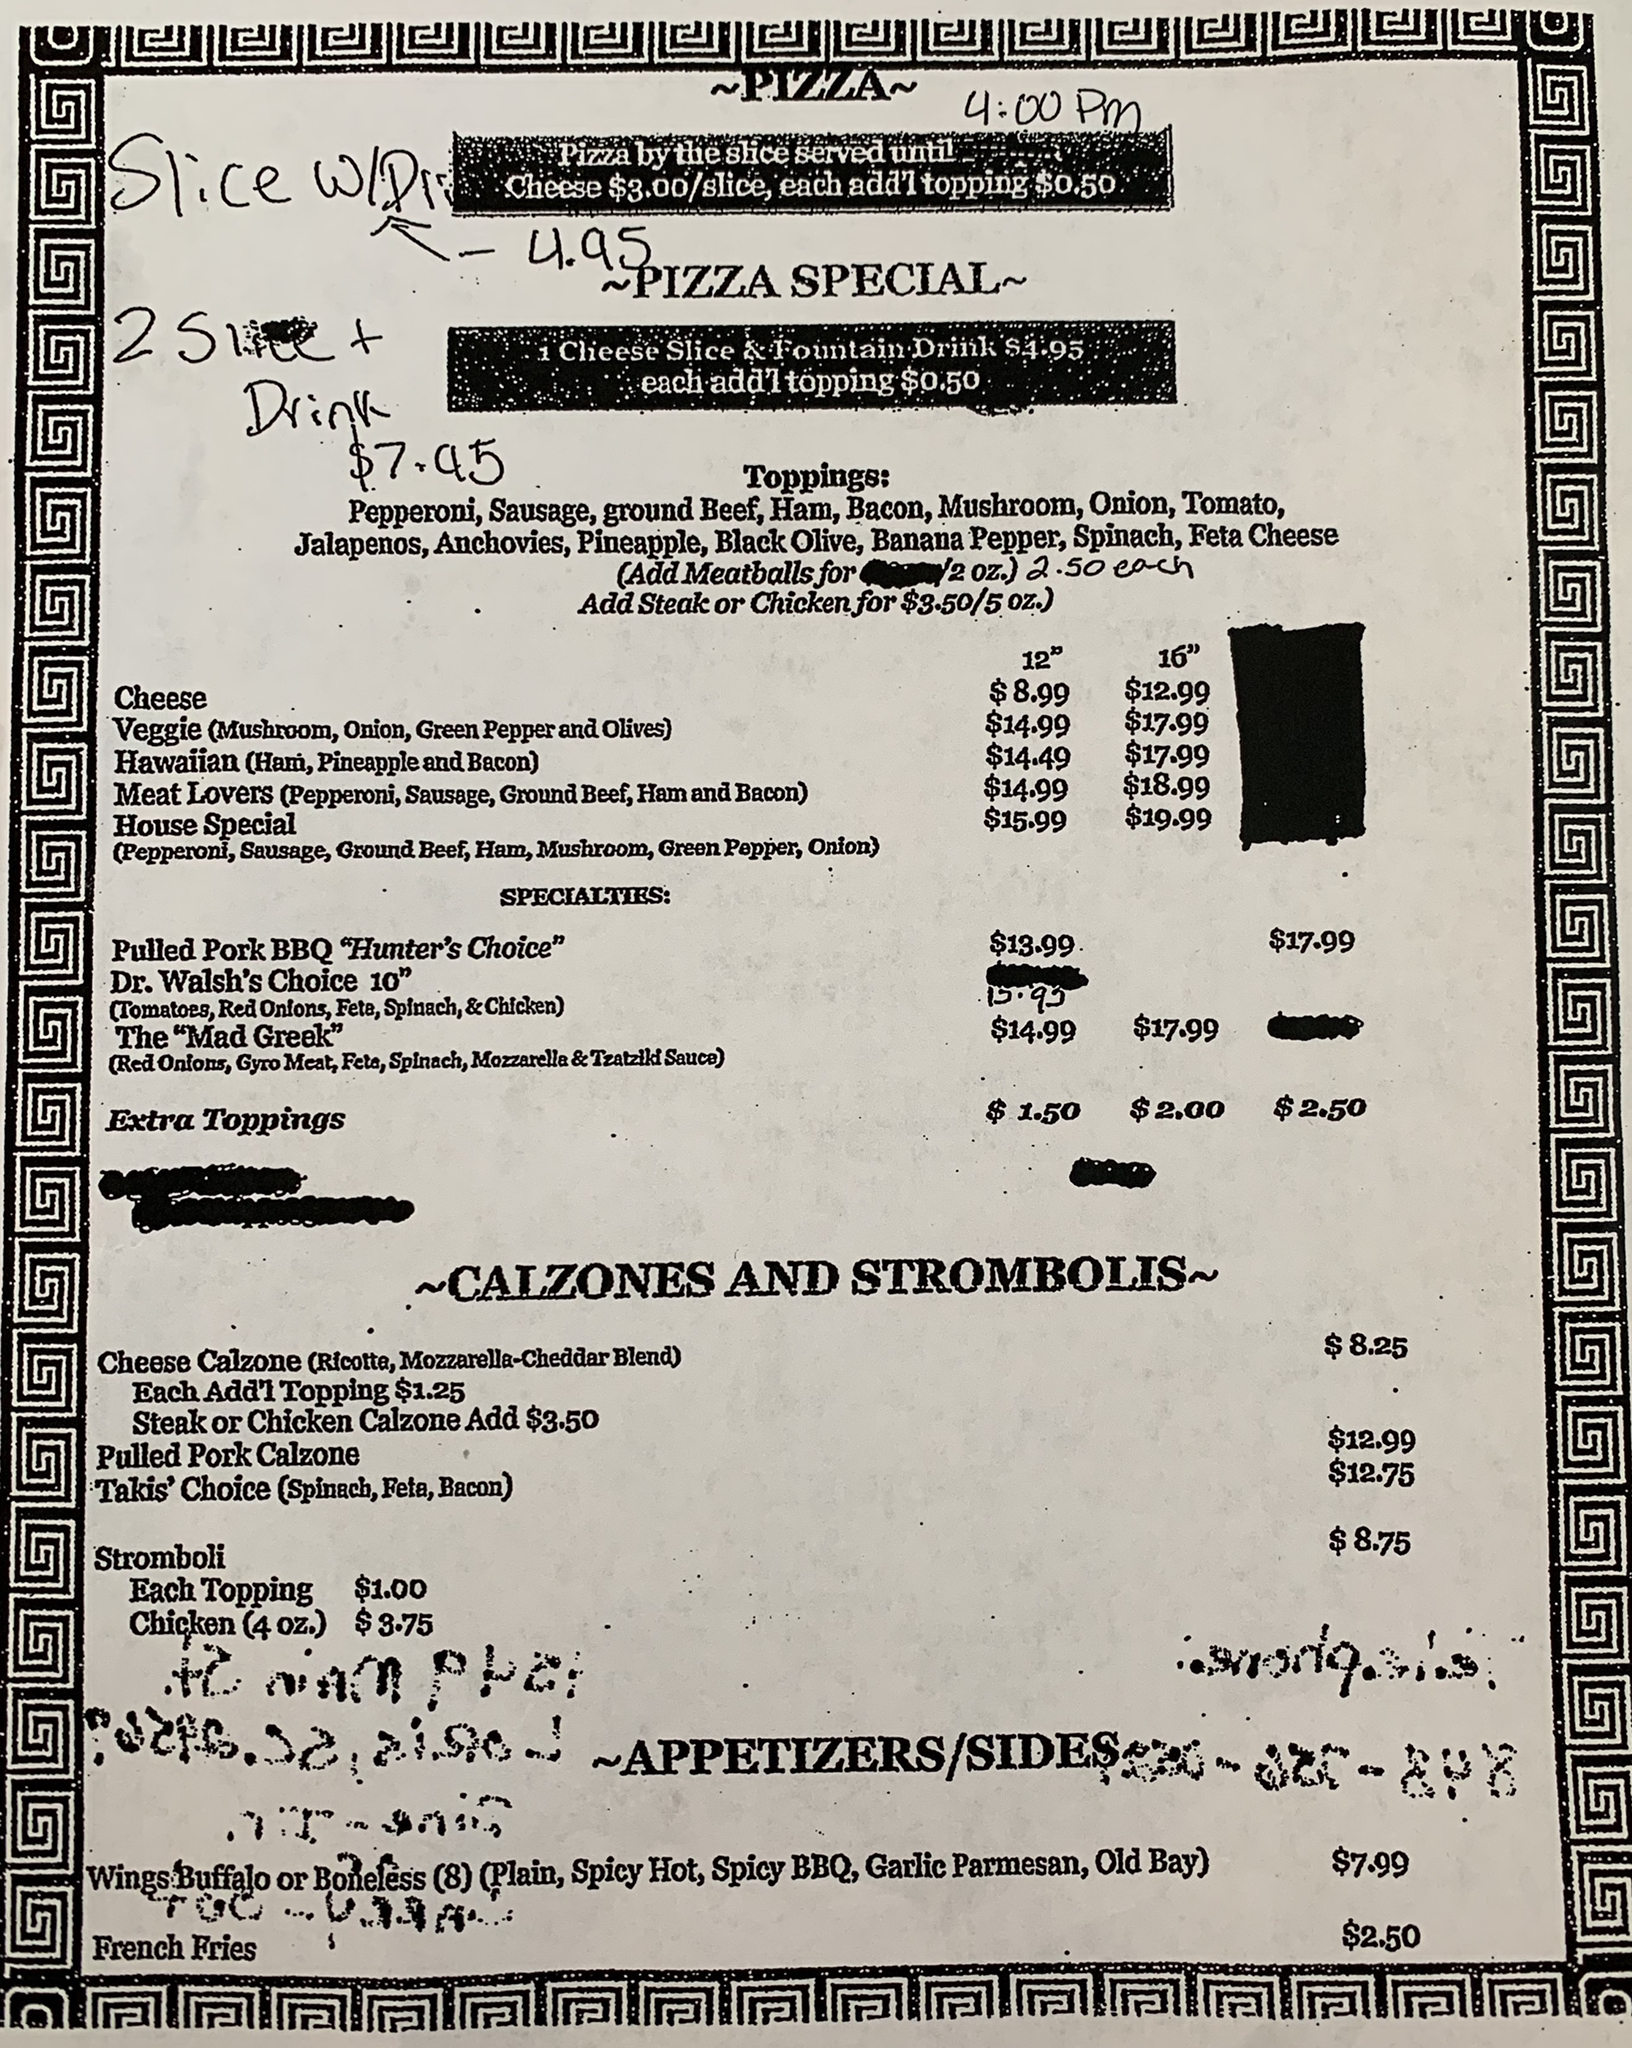 ~PIZZA~
4:00 Pm
Slice W/Dri
Pizza by the slice served until
Cheese $3.00/slice, each add'l topping $0.50
- 4.95
~PIZZA SPECIAL~
2 Slice +
Drink
$7.95
1 Cheese Slice & Fountain Drink $4.95
each add'l topping $0.50
Toppings:
Pepperoni, Sausage, ground Beef, Ham, Bacon, Mushroom, Onion, Tomato,
Jalapenos, Anchovies, Pineapple, Black Olive, Banana Pepper, Spinach, Feta Cheese
(Add Meatballs for /2 oz.) 2.50 each
Add Steak or Chicken for $3.50/5 oz.)
12" 16"
Cheese $ 8.99 $12.99
Veggie (Mushroom, Onion, Green Pepper and Olives) $14.99 $17.99
Hawaiian (Ham, Pineapple and Bacon) $14.49 $17.99
Meat Lovers (Pepperoni, Sausage, Ground Beef, Ham and Bacon) $14.99 $18.99
House Special $15.99 $19.99
(Pepperoni, Sausage, Ground Beef, Ham, Mushroom, Green Pepper, Onion)
SPECIALTIES:
Pulled Pork BBQ "Hunter's Choice" $13.99 $17.99
Dr. Walsh's Choice 10"
(Tomatoes, Red Onions, Feta, Spinach, & Chicken) 15.95
The "Mad Greek" $14.99 $17.99
(Red Onions, Gyro Meat, Feta, Spinach, Mozzarella & Tzatziki Sauce)
Extra Toppings $ 1.50 $ 2.00 $ 2.50
~CALZONES AND STROMBOLIS~
Cheese Calzone (Ricotta, Mozzarella-Cheddar Blend) $ 8.25
Each Add'l Topping $1.25
Steak or Chicken Calzone Add $3.50
Pulled Pork Calzone $12.99
Takis' Choice (Spinach, Feta, Bacon) $12.75
Stromboli $ 8.75
Each Topping $1.00
Chicken (4 oz.) $ 3.75
~APPETIZERS/SIDES
Wings Buffalo or Boneless (8) (Plain, Spicy Hot, Spicy BBQ, Garlic Parmesan, Old Bay) $7.99
French Fries $2.50